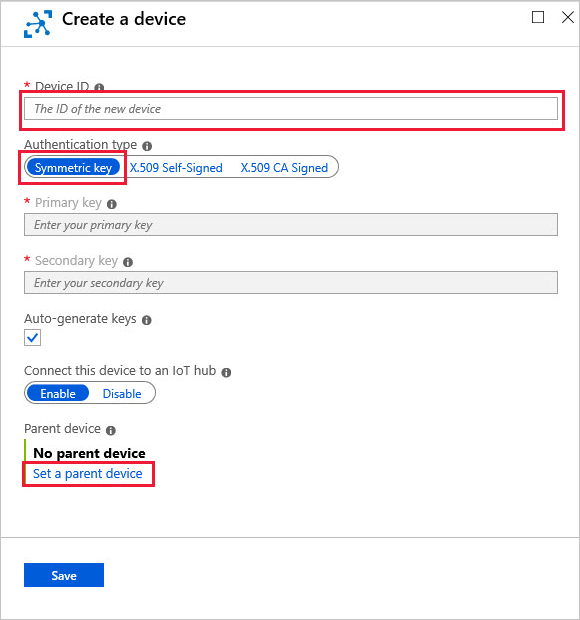 Create a device
* Device ID
The ID of the new device
Authentication type
Symmetric key X.509 Self-Signed X.509 CA Signed
* Primary key
Enter your primary key
* Secondary key
Enter your secondary key
Auto-generate keys
Connect this device to an IoT hub
Enable Disable
Parent device
No parent device
Set a parent device
Save